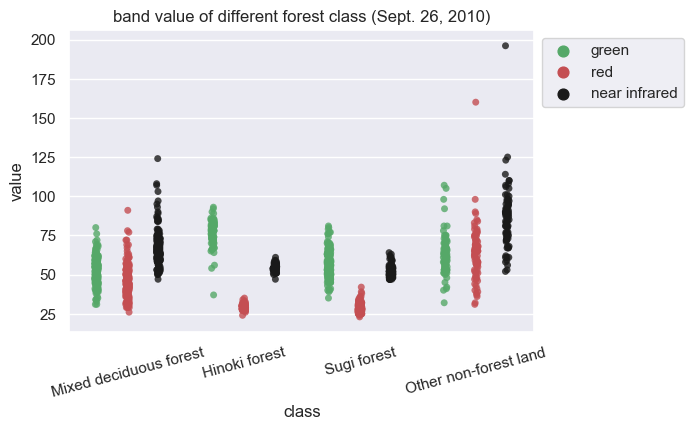 band value of different forest class (Sept. 26, 2010)
200
175
150
125
100
75
50
25
value
green
red
near infrared
Mixed deciduous forest
Hinoki forest
Sugi forest
Other non-forest land
class